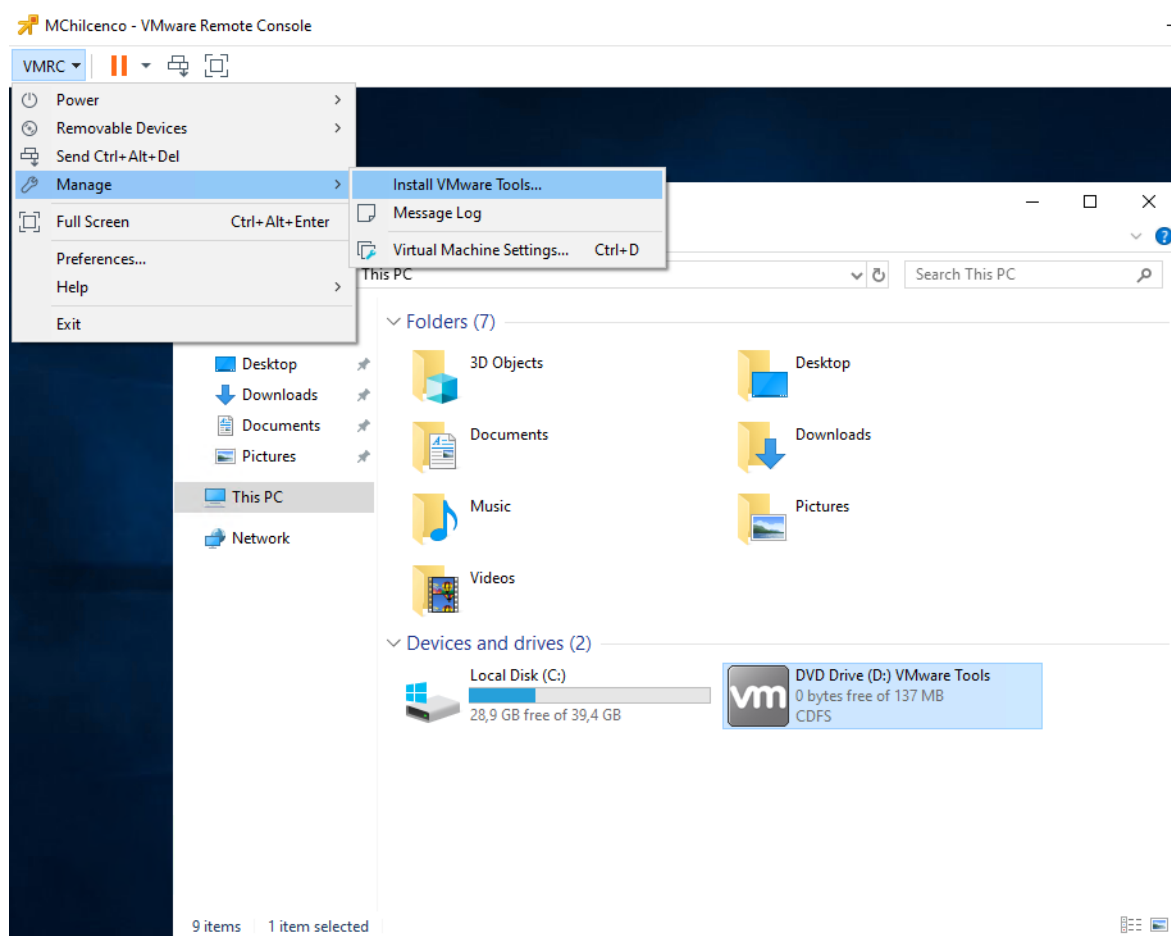 MChilcenco - VMware Remote Console
VMRC
Power
Removable Devices
Send Ctrl+Alt+Del
Manage
Install VMware Tools...
Message Log
Full Screen Ctrl+Alt+Enter
Virtual Machine Settings... Ctrl+D
Preferences...
Help
Exit
This PC
Search This PC
Folders (7)
Desktop
Downloads
Documents
Pictures
This PC
Network
3D Objects
Desktop
Documents
Downloads
Music
Pictures
Videos
Devices and drives (2)
Local Disk (C:)
28,9 GB free of 39,4 GB
vm
DVD Drive (D:) VMware Tools
0 bytes free of 137 MB
CDFS
9 items 1 item selected